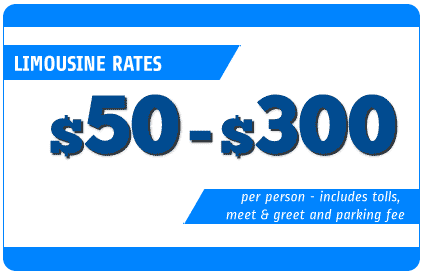 LIMOUSINE RATES
$50 - $300
per person - includes tolls,
meet & greet and parking fee